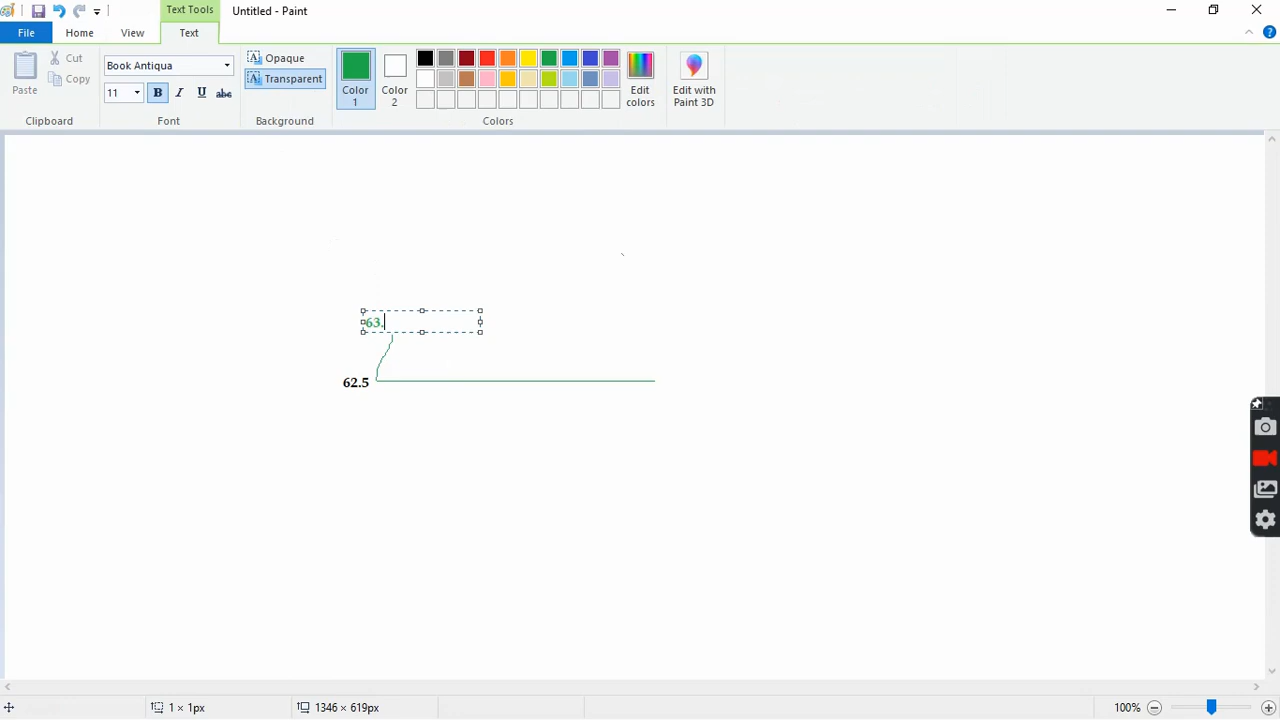 Text Tools
Untitled - Paint
File
Home
View
Text
Paste
Cut
Copy
Clipboard
Book Antiqua
11
B
I
U
abc
Font
Opaque
Transparent
Background
Color 1
Color 2
Edit colors
Colors
Edit with Paint 3D
63.
62.5
1 × 1px
1346 × 619px
100%